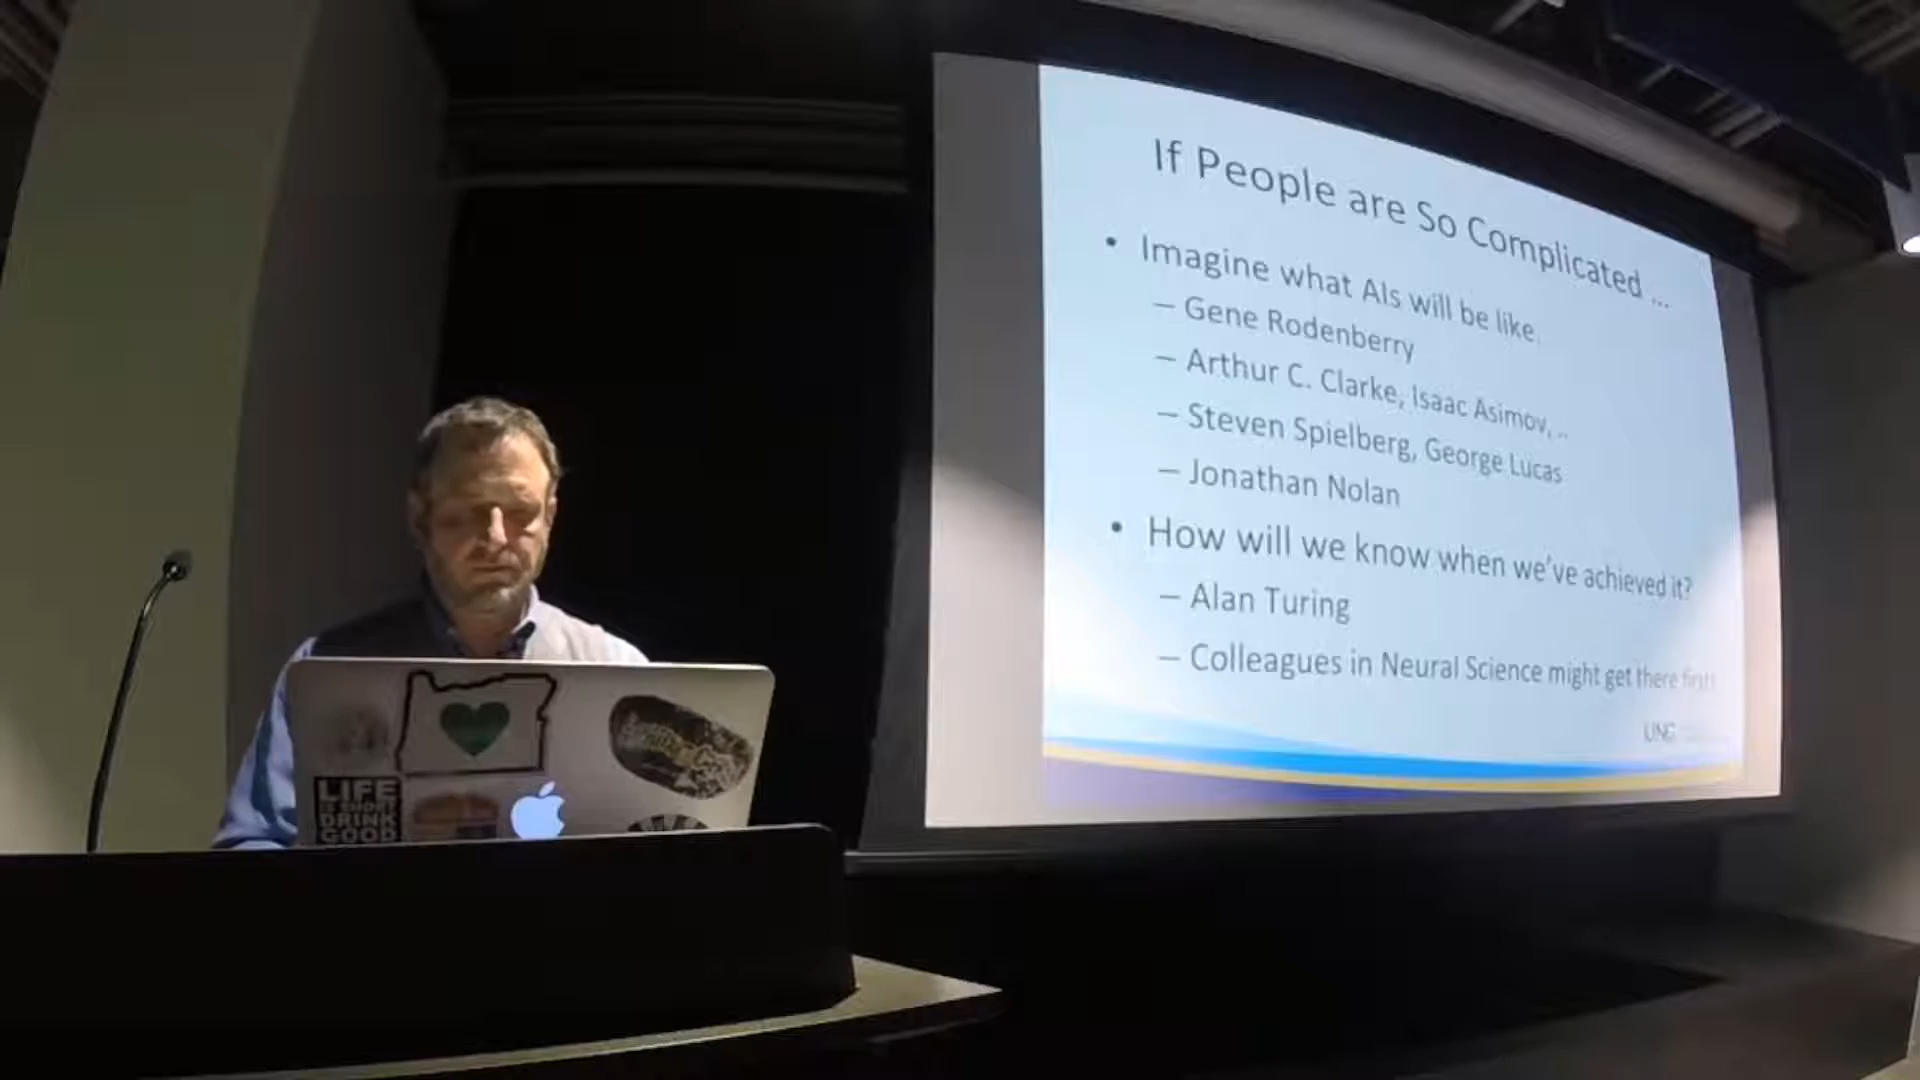 If People are So Complicated ...
• Imagine what AIs will be like.
– Gene Rodenberry
– Arthur C. Clarke, Isaac Asimov, ..
– Steven Spielberg, George Lucas
– Jonathan Nolan
• How will we know when we've achieved it?
– Alan Turing
– Colleagues in Neural Science might get there first!
LIFE
IS SHORT
DRINK
GOOD